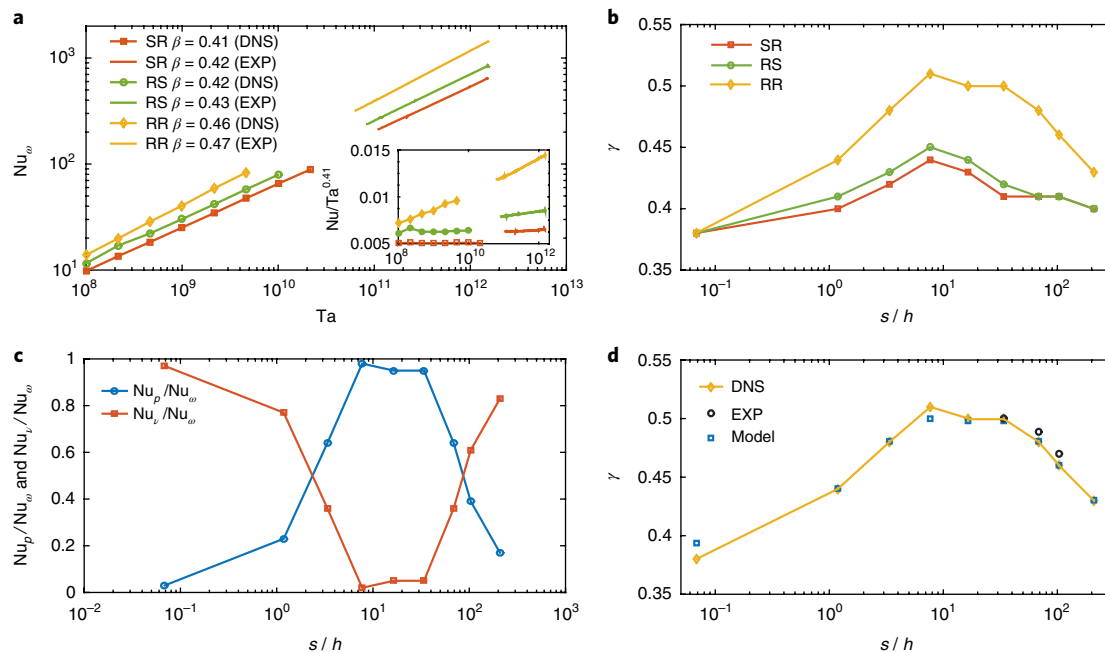 a
Nu_ω
10³
10²
10¹
SR β = 0.41 (DNS)
SR β = 0.42 (EXP)
RS β = 0.42 (DNS)
RS β = 0.43 (EXP)
RR β = 0.46 (DNS)
RR β = 0.47 (EXP)
Nu/Ta^0.41
0.015
0.01
0.005
10⁸ 10¹⁰ 10¹²
10⁸ 10⁹ 10¹⁰ 10¹¹ 10¹² 10¹³
Ta
b
γ
0.55
0.5
0.45
0.4
0.35
SR
RS
RR
10⁻¹ 10⁰ 10¹ 10²
s / h
c
Nu_p/Nu_ω and Nu_ν/Nu_ω
1
0.8
0.6
0.4
0.2
0
Nu_p/Nu_ω
Nu_ν/Nu_ω
10⁻² 10⁻¹ 10⁰ 10¹ 10² 10³
s / h
d
γ
0.55
0.5
0.45
0.4
0.35
DNS
EXP
Model
10⁻¹ 10⁰ 10¹ 10²
s / h